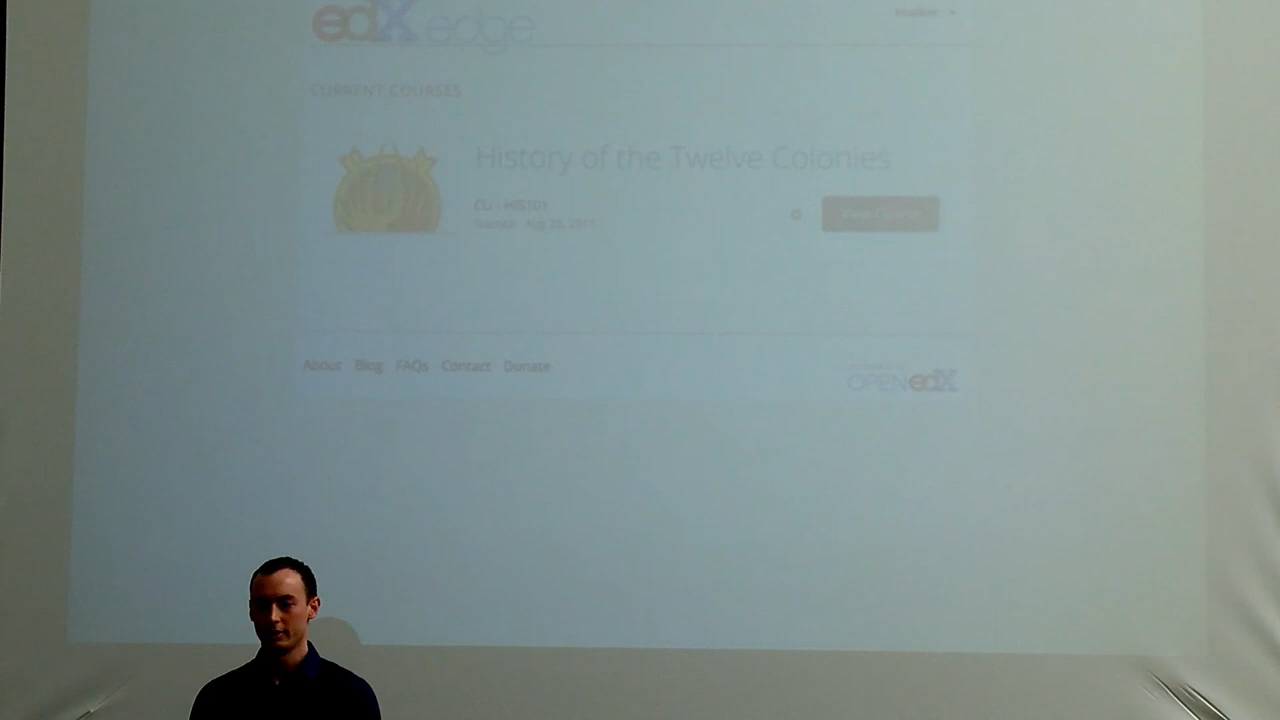 edX edge
CURRENT COURSES
History of the Twelve Colonies
CU - HIS101
About Blog FAQs Contact Donate
OPEN edX